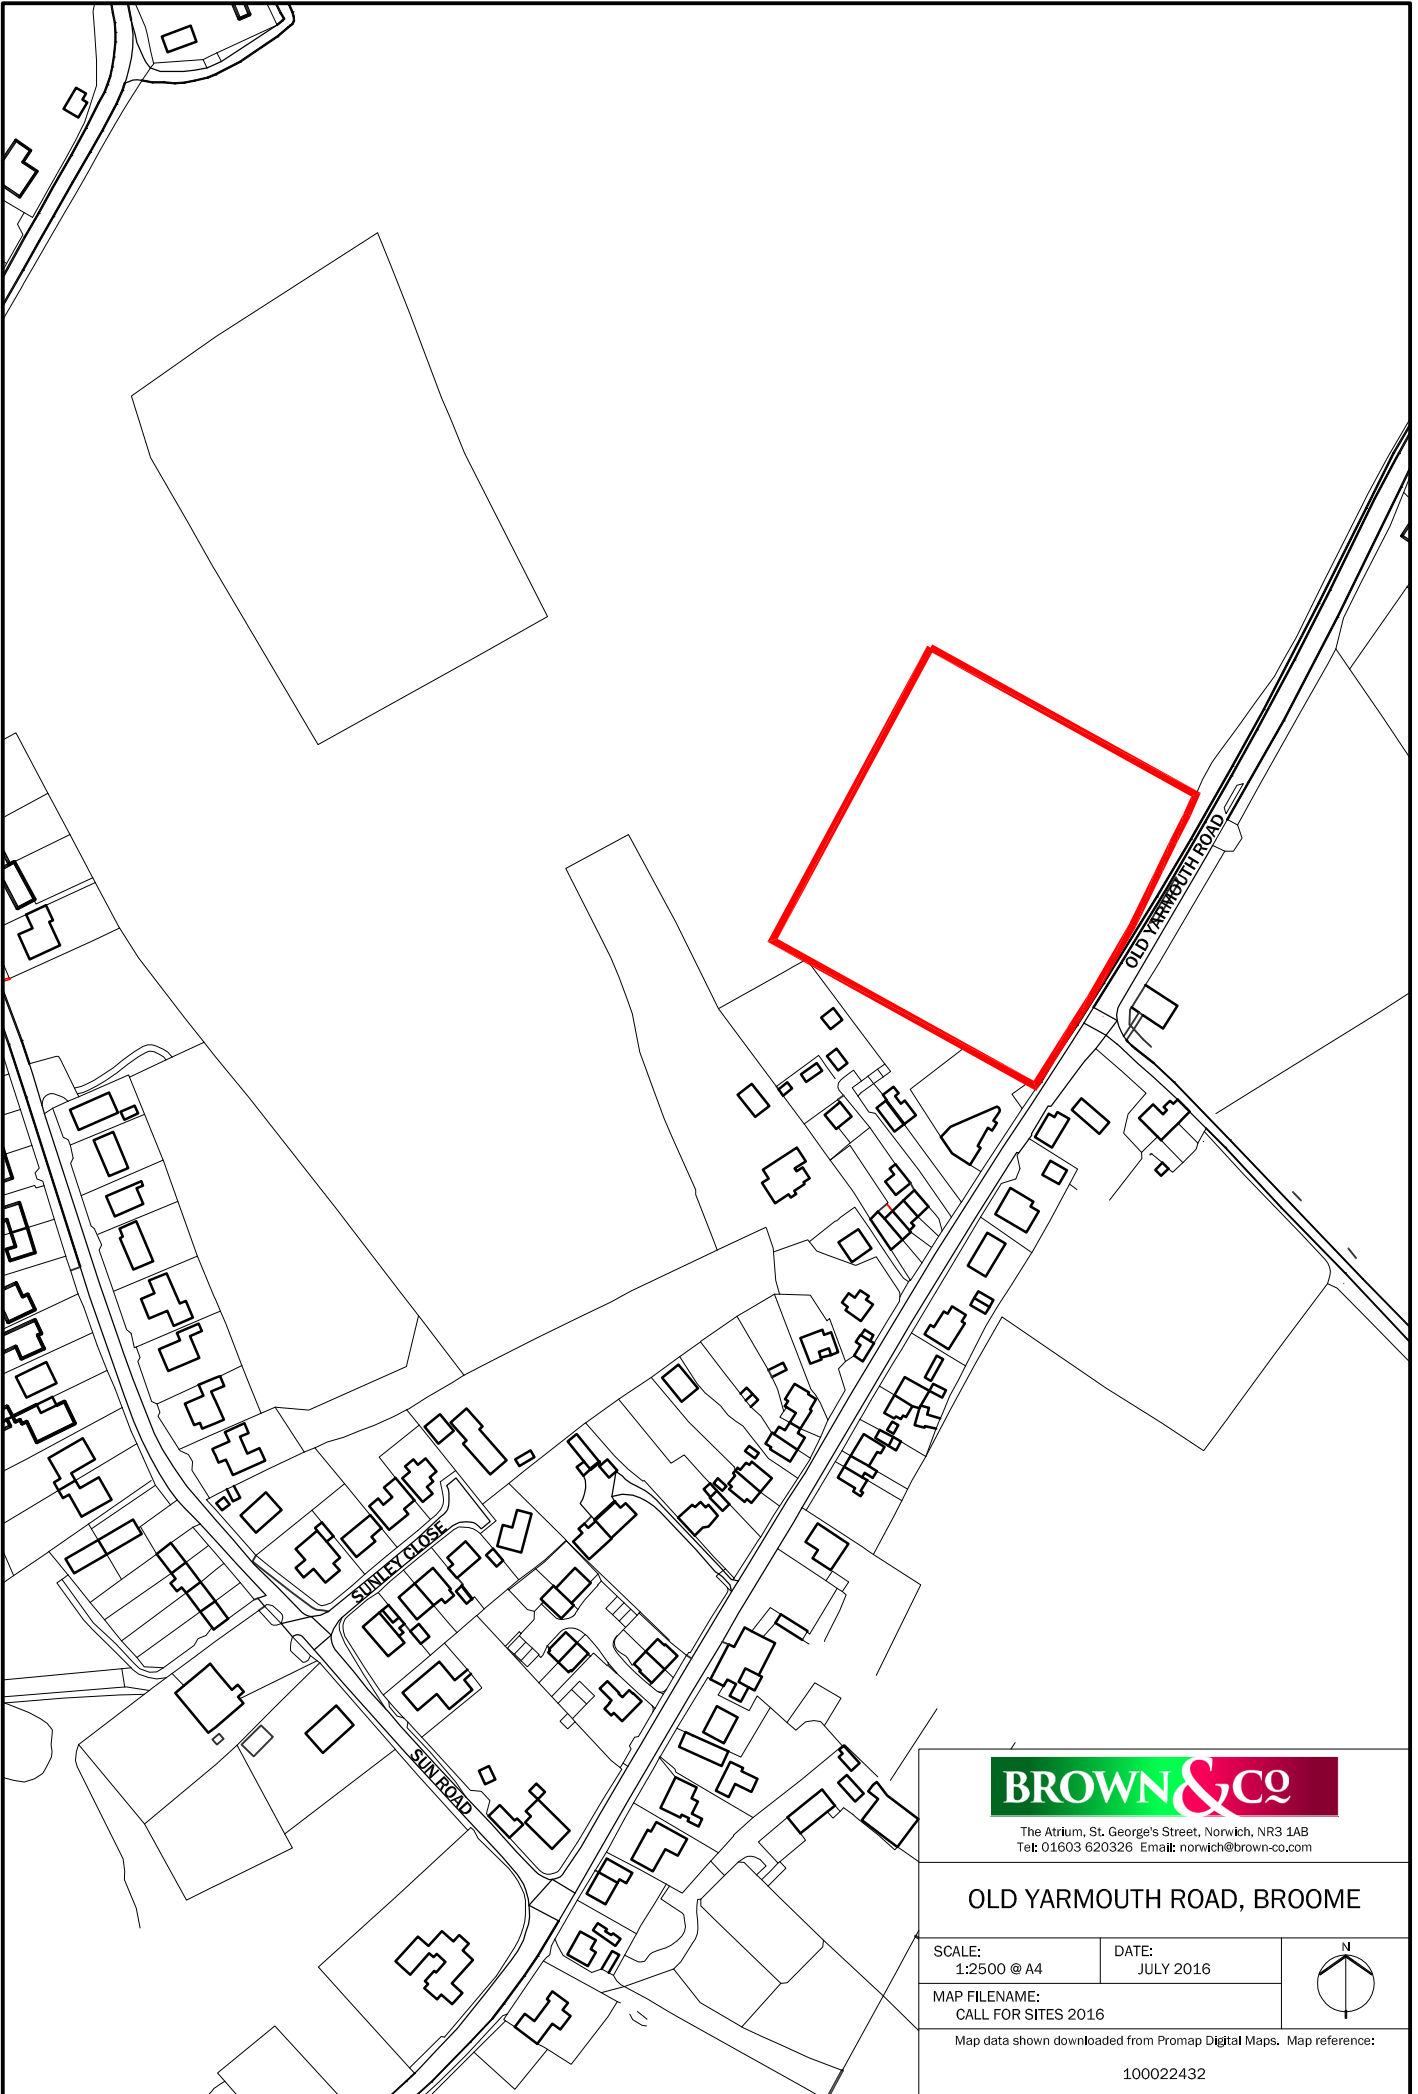 OLD YARMOUTH ROAD
SUNLEY CLOSE
SUN ROAD
BROWN&CO
The Atrium, St. George's Street, Norwich, NR3 1AB
Tel: 01603 620326 Email: norwich@brown-co.com
OLD YARMOUTH ROAD, BROOME
SCALE:
1:2500 @ A4
DATE:
JULY 2016
N
MAP FILENAME:
CALL FOR SITES 2016
Map data shown downloaded from Promap Digital Maps. Map reference:
100022432